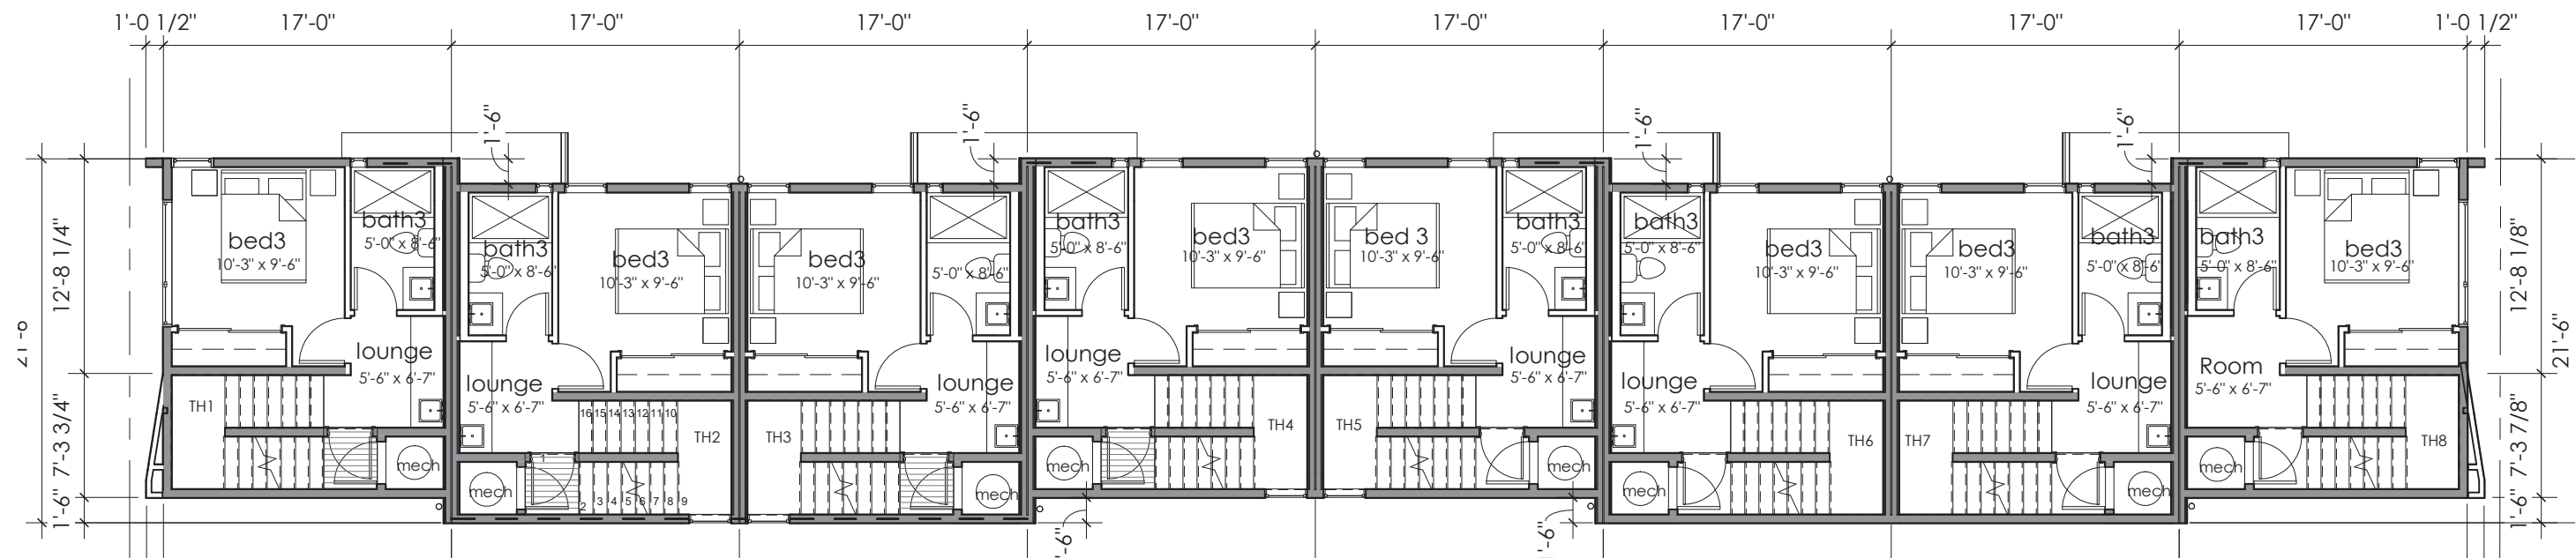 1'-0 1/2" 17'-0" 17'-0" 17'-0" 17'-0" 17'-0" 17'-0" 17'-0" 17'-0" 1'-0 1/2"
1'-6" 1'-6" 1'-6" 1'-6"
12'-8 1/4"
7'-3 3/4"
1'-6"
bed3
10'-3" x 9'-6"
bath3
5'-0" x 8'-6"
lounge
5'-6" x 6'-7"
TH1
mech
bath3
5'-0" x 8'-6"
bed3
10'-3" x 9'-6"
lounge
5'-6" x 6'-7"
16 15 14 13 12 11 10
TH2
mech
1
2 3 4 5 6 7 8 9
bed3
10'-3" x 9'-6"
5'-0" x 8'-6"
lounge
5'-6" x 6'-7"
TH3
mech
bath3
5'-0" x 8'-6"
bed3
10'-3" x 9'-6"
lounge
5'-6" x 6'-7"
TH4
mech
bed 3
10'-3" x 9'-6"
bath3
5'-0" x 8'-6"
lounge
5'-6" x 6'-7"
TH5
mech
bath3
5'-0" x 8'-6"
bed3
10'-3" x 9'-6"
lounge
5'-6" x 6'-7"
TH6
mech
bed3
10'-3" x 9'-6"
bath3
5'-0" x 8'-6"
lounge
5'-6" x 6'-7"
TH7
mech
bath3
5'-0" x 8'-6"
bed3
10'-3" x 9'-6"
Room
5'-6" x 6'-7"
TH8
mech
12'-8 1/8"
21'-6"
7'-3 7/8"
1'-6"